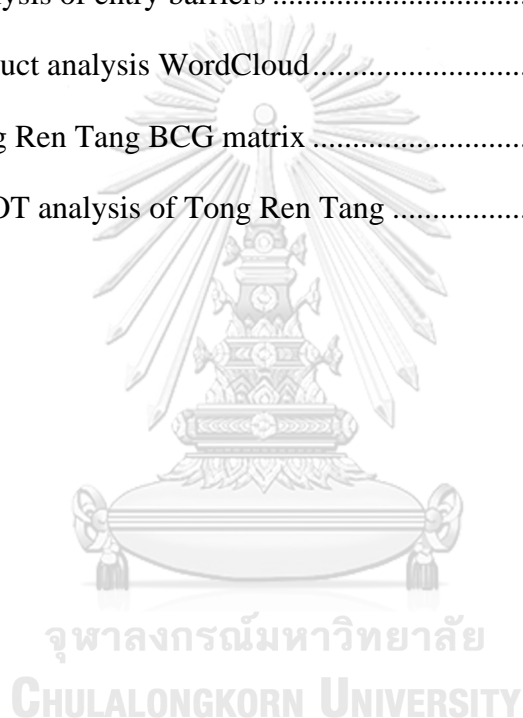 ysis of entry barriers ...................................
uct analysis WordCloud.............................
g Ren Tang BCG matrix .............................
OT analysis of Tong Ren Tang ..................
จุฬาลงกรณ์มหาวิทยาลัย
CHULALONGKORN UNIVERSITY